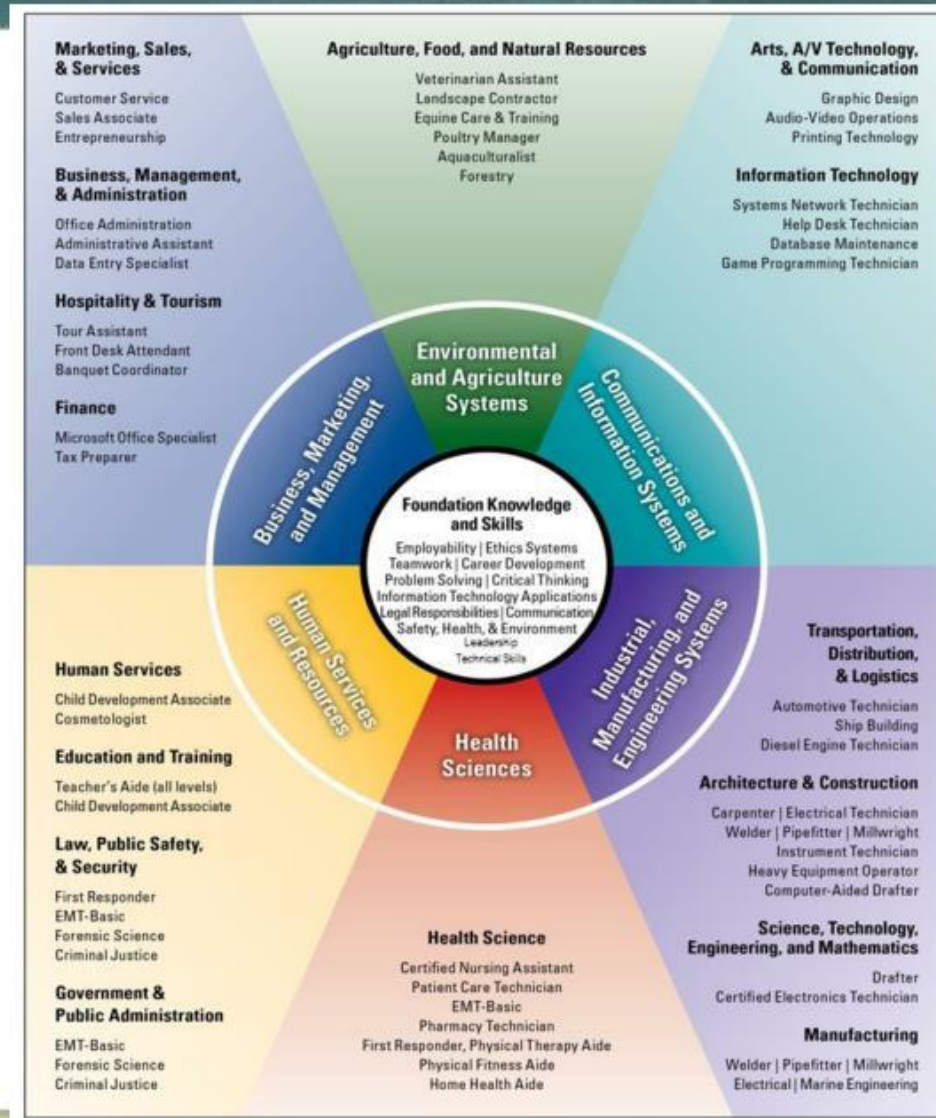 Marketing, Sales,
& Services
Customer Service
Sales Associate
Entrepreneurship
Business, Management,
& Administration
Office Administration
Administrative Assistant
Data Entry Specialist
Hospitality & Tourism
Tour Assistant
Front Desk Attendant
Banquet Coordinator
Finance
Microsoft Office Specialist
Tax Preparer
Agriculture, Food, and Natural Resources
Veterinarian Assistant
Landscape Contractor
Equine Care & Training
Poultry Manager
Aquaculturalist
Forestry
Arts, A/V Technology,
& Communication
Graphic Design
Audio-Video Operations
Printing Technology
Information Technology
Systems Network Technician
Help Desk Technician
Database Maintenance
Game Programming Technician
Business, Marketing,
and Management
Environmental
and Agriculture
Systems
Communications and
Information Systems
Foundation Knowledge
and Skills
Employability | Ethics Systems
Teamwork | Career Development
Problem Solving | Critical Thinking
Information Technology Applications
Legal Responsibilities | Communication
Safety, Health, & Environment
Leadership
Technical Skills
Human Services
and Resources
Health
Sciences
Industrial,
Manufacturing, and
Engineering Systems
Human Services
Child Development Associate
Cosmetologist
Education and Training
Teacher's Aide (all levels)
Child Development Associate
Law, Public Safety,
& Security
First Responder
EMT-Basic
Forensic Science
Criminal Justice
Government &
Public Administration
EMT-Basic
Forensic Science
Criminal Justice
Health Science
Certified Nursing Assistant
Patient Care Technician
EMT-Basic
Pharmacy Technician
First Responder, Physical Therapy Aide
Physical Fitness Aide
Home Health Aide
Transportation,
Distribution,
& Logistics
Automotive Technician
Ship Building
Diesel Engine Technician
Architecture & Construction
Carpenter | Electrical Technician
Welder | Pipefitter | Millwright
Instrument Technician
Heavy Equipment Operator
Computer-Aided Drafter
Science, Technology,
Engineering, and Mathematics
Drafter
Certified Electronics Technician
Manufacturing
Welder | Pipefitter | Millwright
Electrical | Marine Engineering